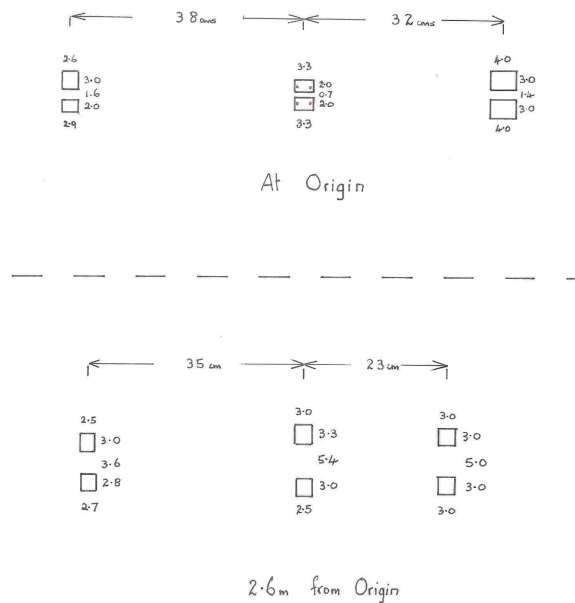 38 cms 32 cms
2.6 3.3 4.0
3.0 2.0 3.0
1.6 0.7 1.4
2.0 2.0 3.0
2.9 3.3 4.0
At Origin
35 cm 23 cm
2.5 3.0 3.0
3.0 3.3 3.0
3.6 5.4 5.0
2.8 3.0 3.0
2.7 2.5 3.0
2.6m from Origin